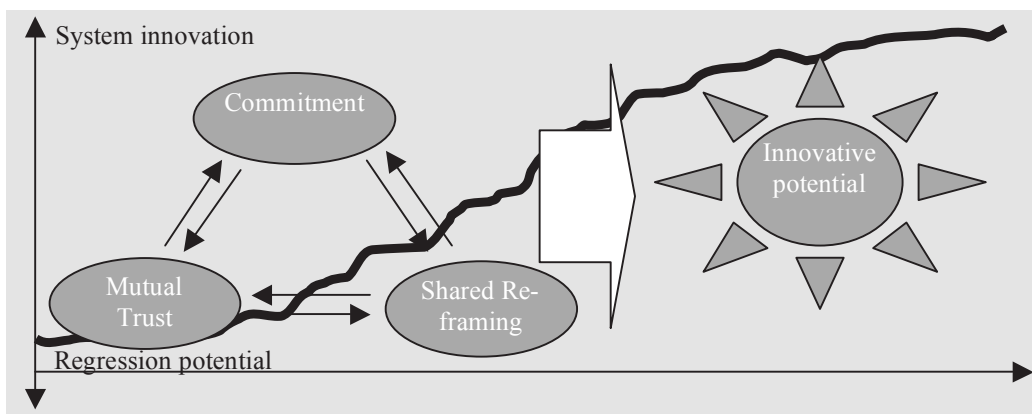 System innovation
Commitment
Innovative
potential
Mutual
Trust
Shared Re-
framing
Regression potential